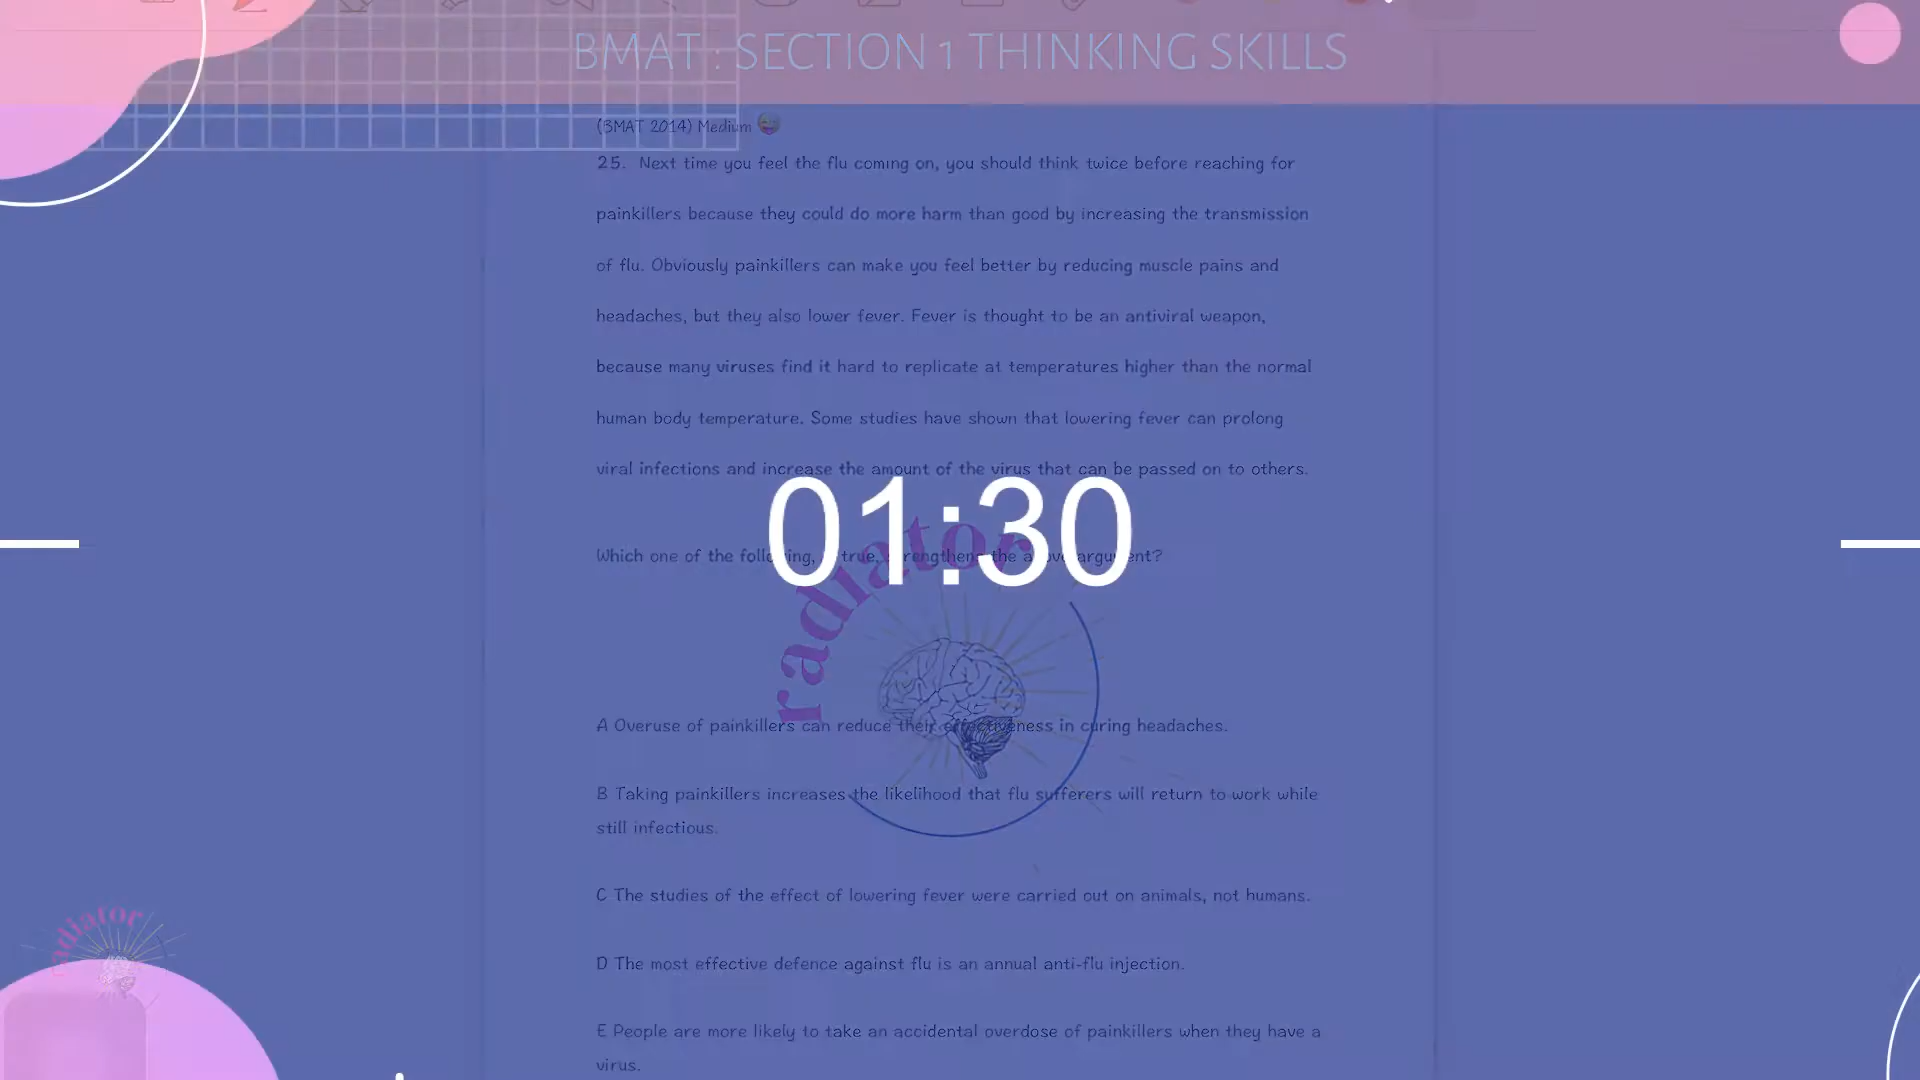 BMAT : SECTION 1 THINKING SKILLS
(BMAT 2014) Medium 😜
25. Next time you feel the flu coming on, you should think twice before reaching for
painkillers because they could do more harm than good by increasing the transmission
of flu. Obviously painkillers can make you feel better by reducing muscle pains and
headaches, but they also lower fever. Fever is thought to be an antiviral weapon,
because many viruses find it hard to replicate at temperatures higher than the normal
human body temperature. Some studies have shown that lowering fever can prolong
viral infections and increase the amount of the virus that can be passed on to others.
01:30
Which one of the following, if true, strengthens the above argument?
radiator
A Overuse of painkillers can reduce their effectiveness in curing headaches.
B Taking painkillers increases the likelihood that flu sufferers will return to work while
still infectious.
C The studies of the effect of lowering fever were carried out on animals, not humans.
radiator
D The most effective defence against flu is an annual anti-flu injection.
E People are more likely to take an accidental overdose of painkillers when they have a
virus.